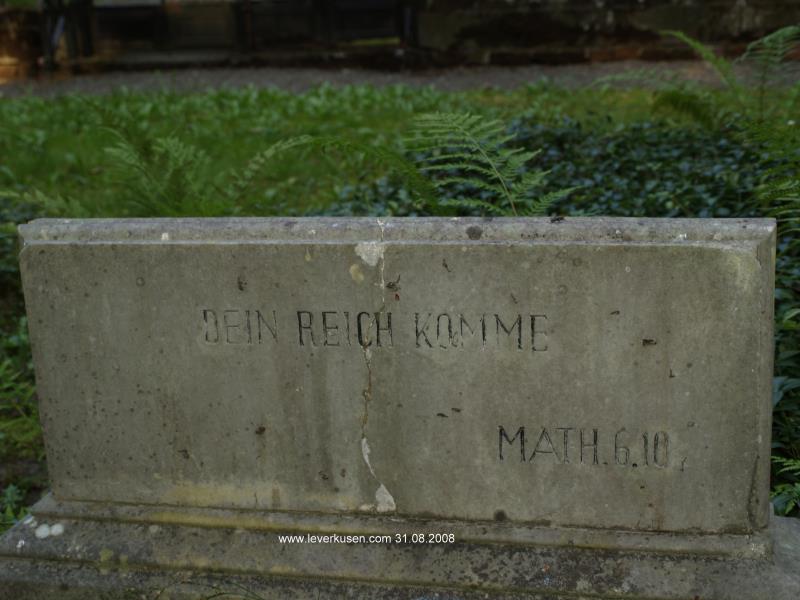 DEIN REICH KOMME
MATH. 6.10,
www.leverkusen.com 31.08.2008